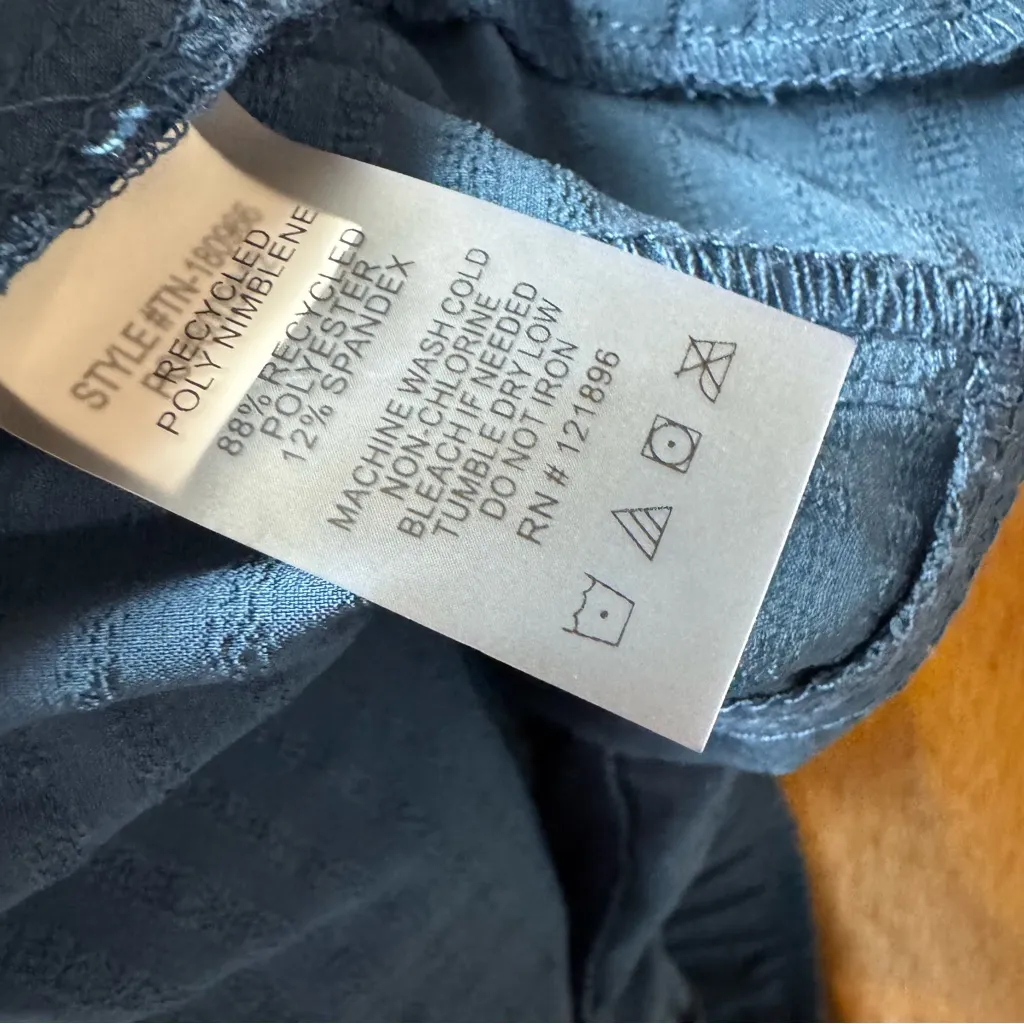 STYLE #TN-180996
RECYCLED
POLY NIMBLENE
88% RECYCLED
POLYESTER
12% SPANDEX
MACHINE WASH COLD
NON-CHLORINE
BLEACH IF NEEDED
TUMBLE DRY LOW
DO NOT IRON
RN # 121896